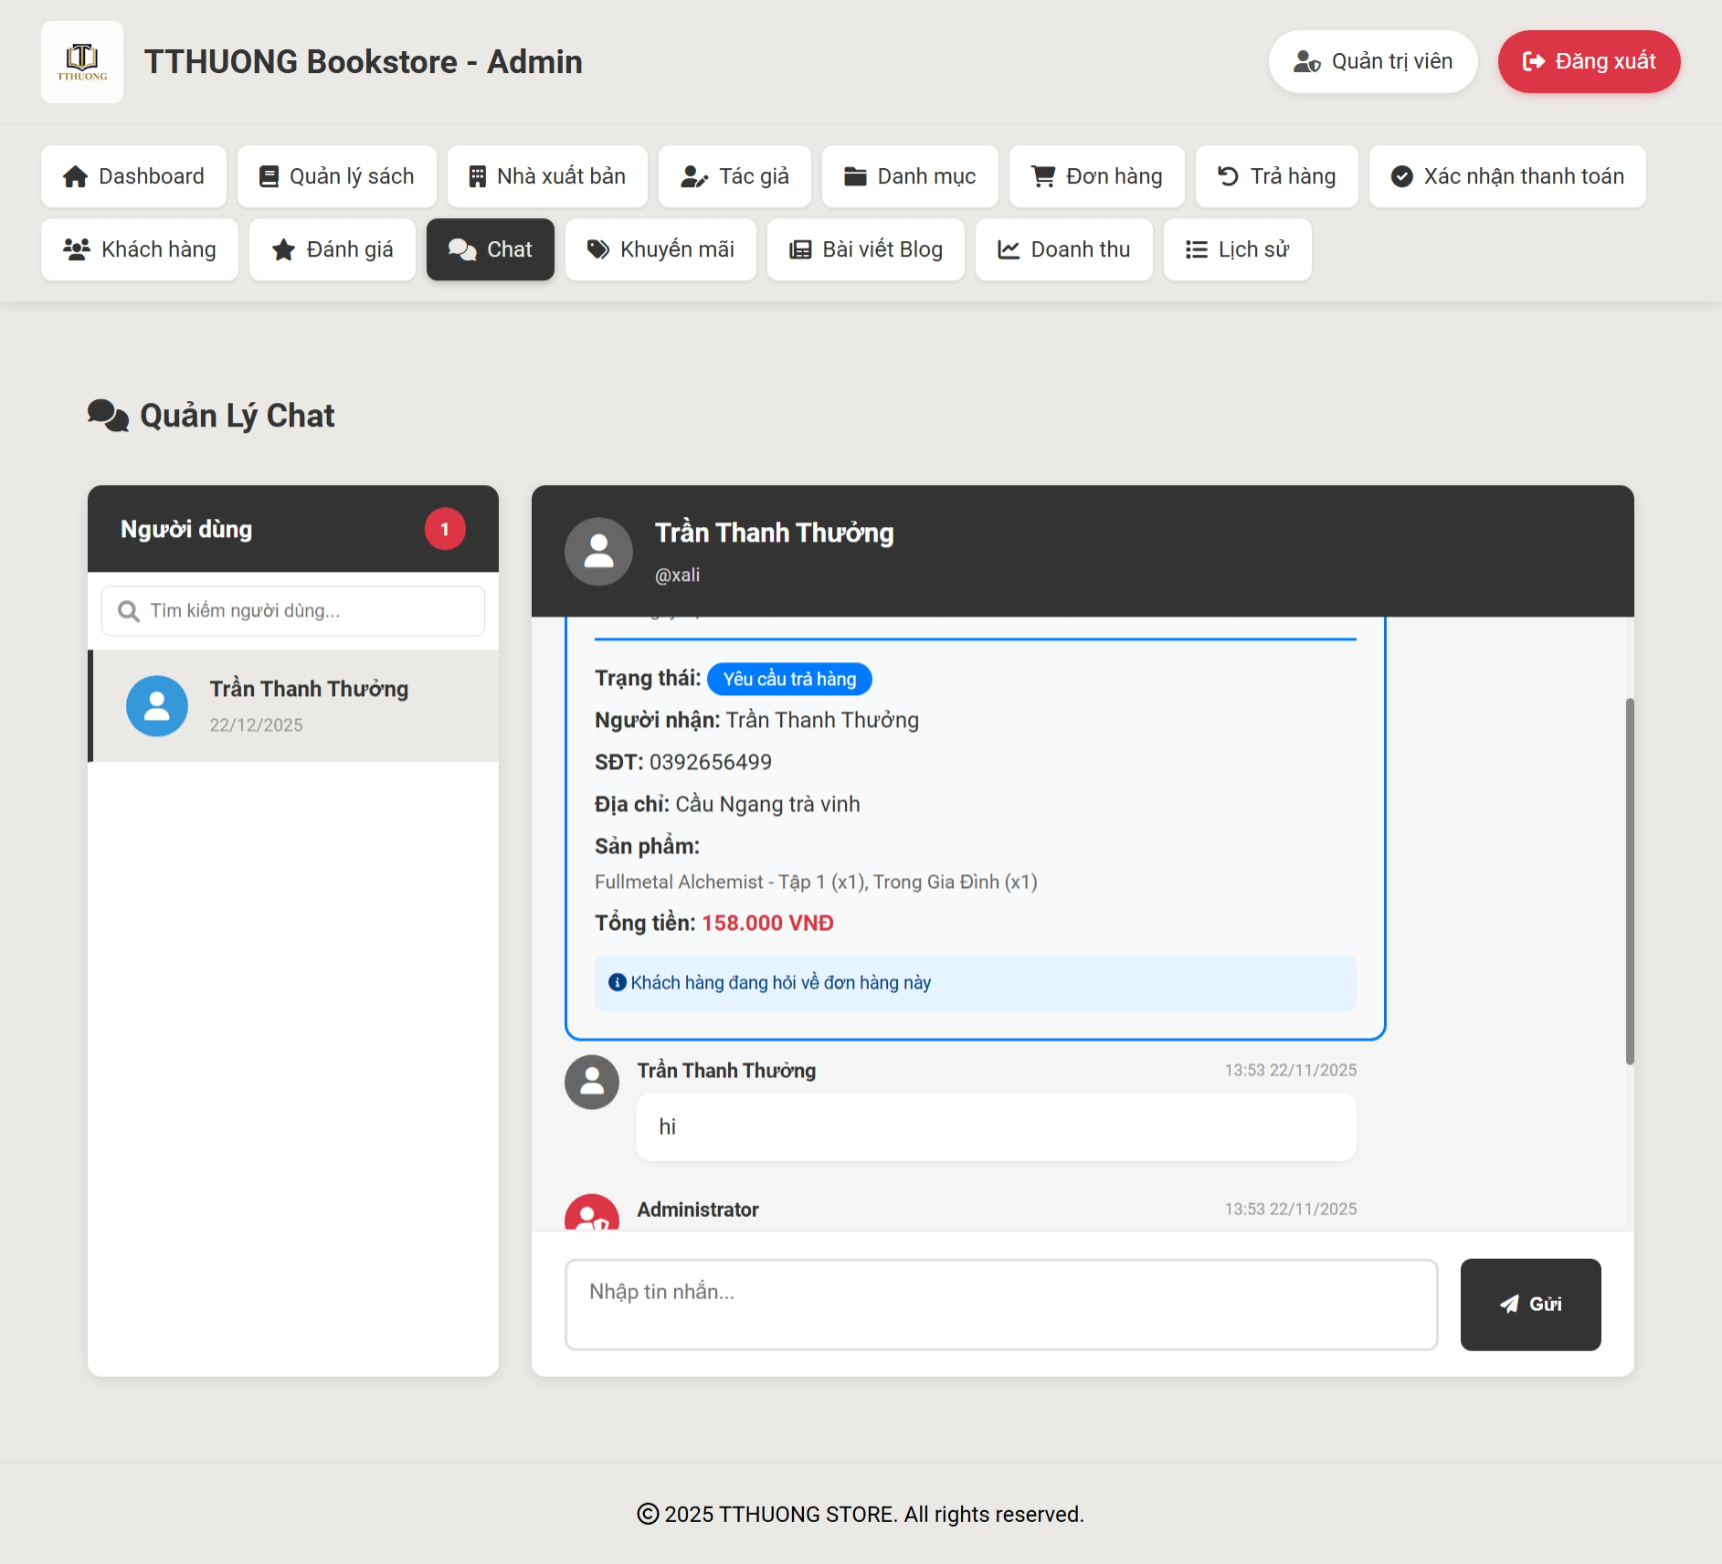 TTHUONG
TTHUONG Bookstore - Admin
Quản trị viên
Đăng xuất
Dashboard
Quản lý sách
Nhà xuất bản
Tác giả
Danh mục
Đơn hàng
Trả hàng
Xác nhận thanh toán
Khách hàng
Đánh giá
Chat
Khuyến mãi
Bài viết Blog
Doanh thu
Lịch sử
Quản Lý Chat
Người dùng
1
Tìm kiếm người dùng...
Trần Thanh Thưởng
22/12/2025
Trần Thanh Thưởng
@xali
Trạng thái: Yêu cầu trả hàng
Người nhận: Trần Thanh Thưởng
SĐT: 0392656499
Địa chỉ: Cầu Ngang trà vinh
Sản phẩm:
Fullmetal Alchemist - Tập 1 (x1), Trong Gia Đình (x1)
Tổng tiền: 158.000 VNĐ
Khách hàng đang hỏi về đơn hàng này
Trần Thanh Thưởng 13:53 22/11/2025
hi
Administrator 13:53 22/11/2025
Nhập tin nhắn...
Gửi
© 2025 TTHUONG STORE. All rights reserved.